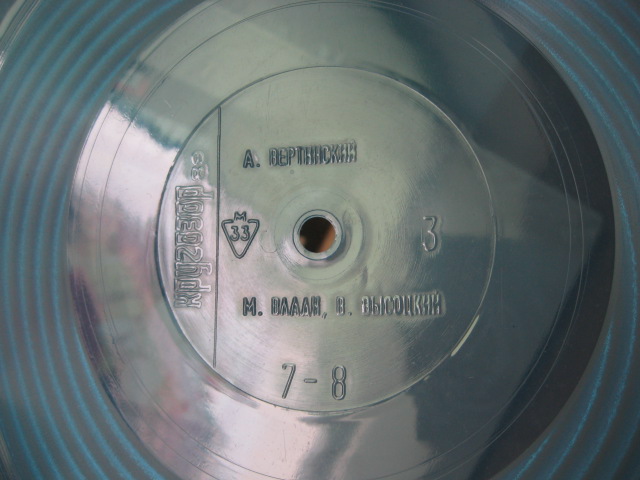 А. ВЕРТИНСКИЙ
кругозор
М
33
3
М. ВЛАДИ, В. ВЫСОЦКИЙ
7-8